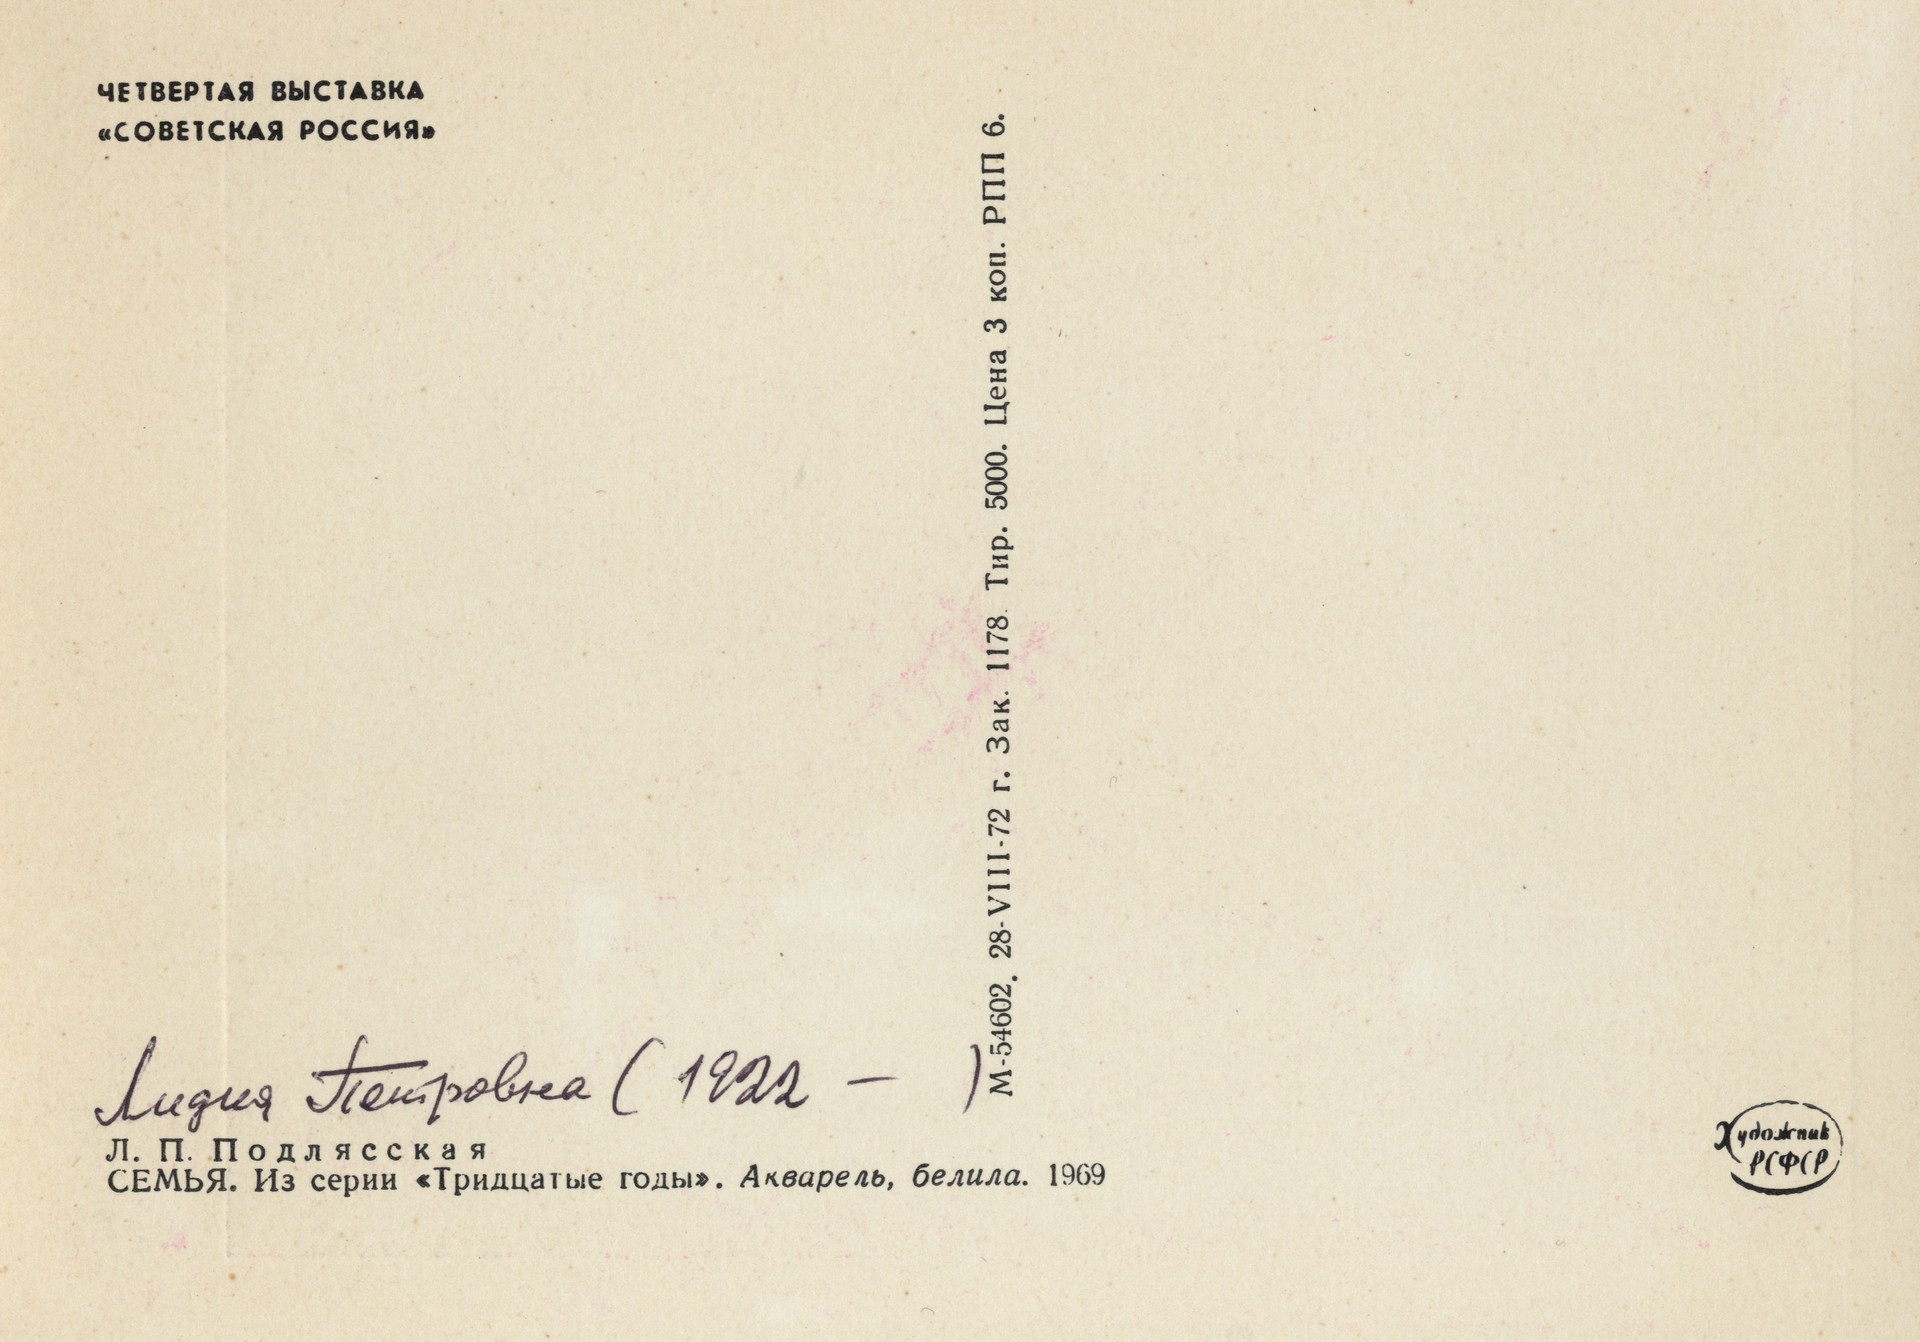 ЧЕТВЕРТАЯ ВЫСТАВКА
«СОВЕТСКАЯ РОССИЯ»
М-54602. 28-VIII-72 г. Зак. 1178. Тир. 5000. Цена 3 коп. РПП 6.
Лидия Петровна (1922 – )
Л. П. Подлясская
СЕМЬЯ. Из серии «Тридцатые годы». Акварель, белила. 1969
Художник
РСФСР